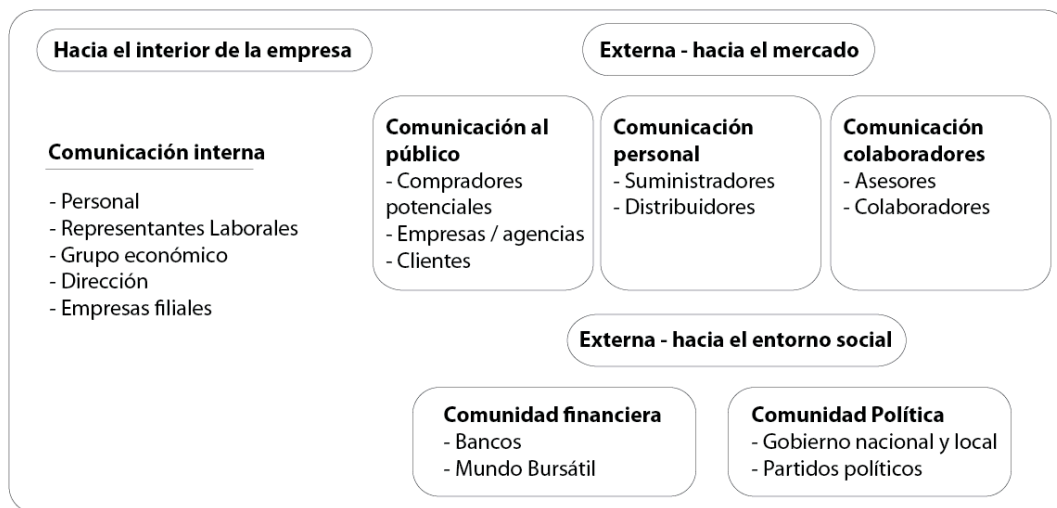 Hacia el interior de la empresa
Comunicación interna
- Personal
- Representantes Laborales
- Grupo económico
- Dirección
- Empresas filiales
Externa - hacia el mercado
Comunicación al
público
- Compradores
potenciales
- Empresas / agencias
- Clientes
Comunicación
personal
- Suministradores
- Distribuidores
Comunicación
colaboradores
- Asesores
- Colaboradores
Externa - hacia el entorno social
Comunidad financiera
- Bancos
- Mundo Bursátil
Comunidad Política
- Gobierno nacional y local
- Partidos políticos